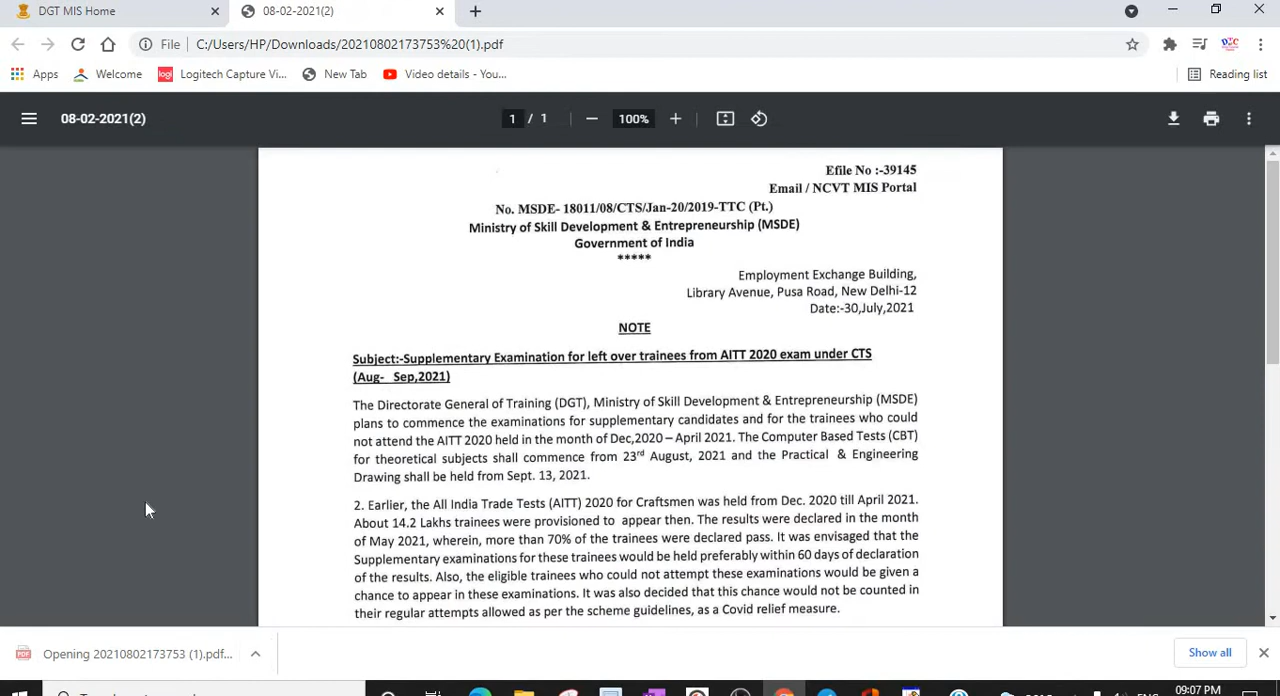 DGT MIS Home
08-02-2021(2)
File
C:/Users/HP/Downloads/20210802173753%20(1).pdf
Apps
Welcome
logi
Logitech Capture Vi...
New Tab
Video details - You...
Reading list
08-02-2021(2)
1 / 1
100%
Efile No :-39145
Email / NCVT MIS Portal
No. MSDE- 18011/08/CTS/Jan-20/2019-TTC (Pt.)
Ministry of Skill Development & Entrepreneurship (MSDE)
Government of India
*****
Employment Exchange Building,
Library Avenue, Pusa Road, New Delhi-12
Date:-30,July,2021
NOTE
Subject:-Supplementary Examination for left over trainees from AITT 2020 exam under CTS
(Aug- Sep,2021)
The Directorate General of Training (DGT), Ministry of Skill Development & Entrepreneurship (MSDE)
plans to commence the examinations for supplementary candidates and for the trainees who could
not attend the AITT 2020 held in the month of Dec,2020 – April 2021. The Computer Based Tests (CBT)
for theoretical subjects shall commence from 23rd August, 2021 and the Practical & Engineering
Drawing shall be held from Sept. 13, 2021.
2. Earlier, the All India Trade Tests (AITT) 2020 for Craftsmen was held from Dec. 2020 till April 2021.
About 14.2 Lakhs trainees were provisioned to appear then. The results were declared in the month
of May 2021, wherein, more than 70% of the trainees were declared pass. It was envisaged that the
Supplementary examinations for these trainees would be held preferably within 60 days of declaration
of the results. Also, the eligible trainees who could not attempt these examinations would be given a
chance to appear in these examinations. It was also decided that this chance would not be counted in
their regular attempts allowed as per the scheme guidelines, as a Covid relief measure.
PDF
Opening 20210802173753 (1).pdf...
Show all
09:07 PM